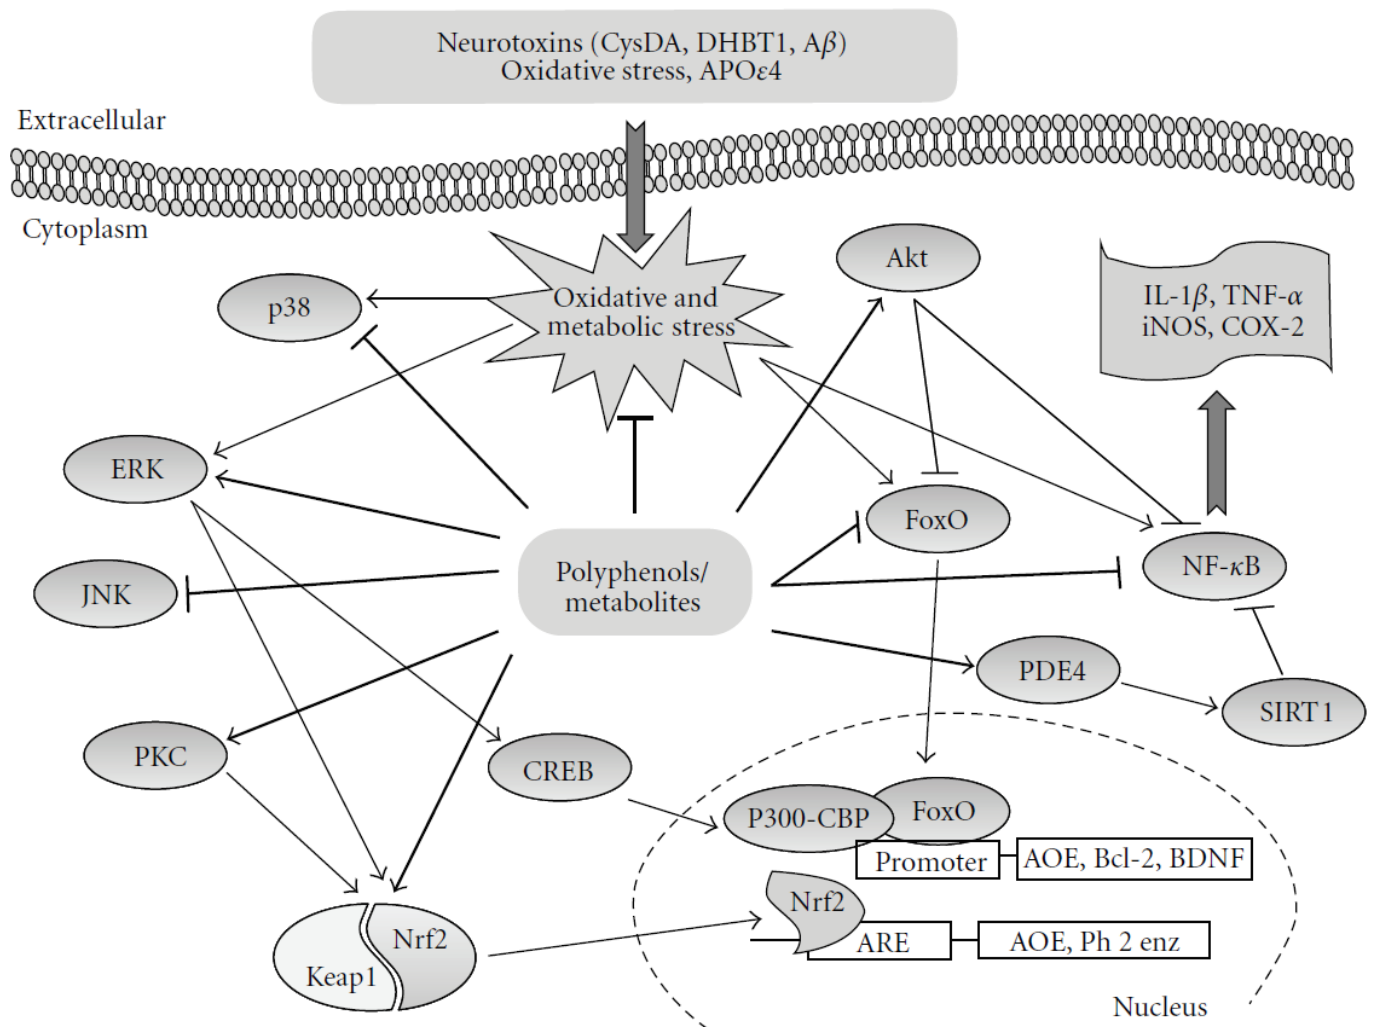 Neurotoxins (CysDA, DHBT1, Aβ)
Oxidative stress, APOε4
Extracellular
Cytoplasm
Akt
p38
Oxidative and
metabolic stress
IL-1β, TNF-α
iNOS, COX-2
ERK
FoxO
NF-κB
JNK
Polyphenols/
metabolites
PDE4
SIRT1
PKC
CREB
P300-CBP
FoxO
Promoter
AOE, Bcl-2, BDNF
Nrf2
ARE
AOE, Ph 2 enz
Nrf2
Keap1
Nucleus